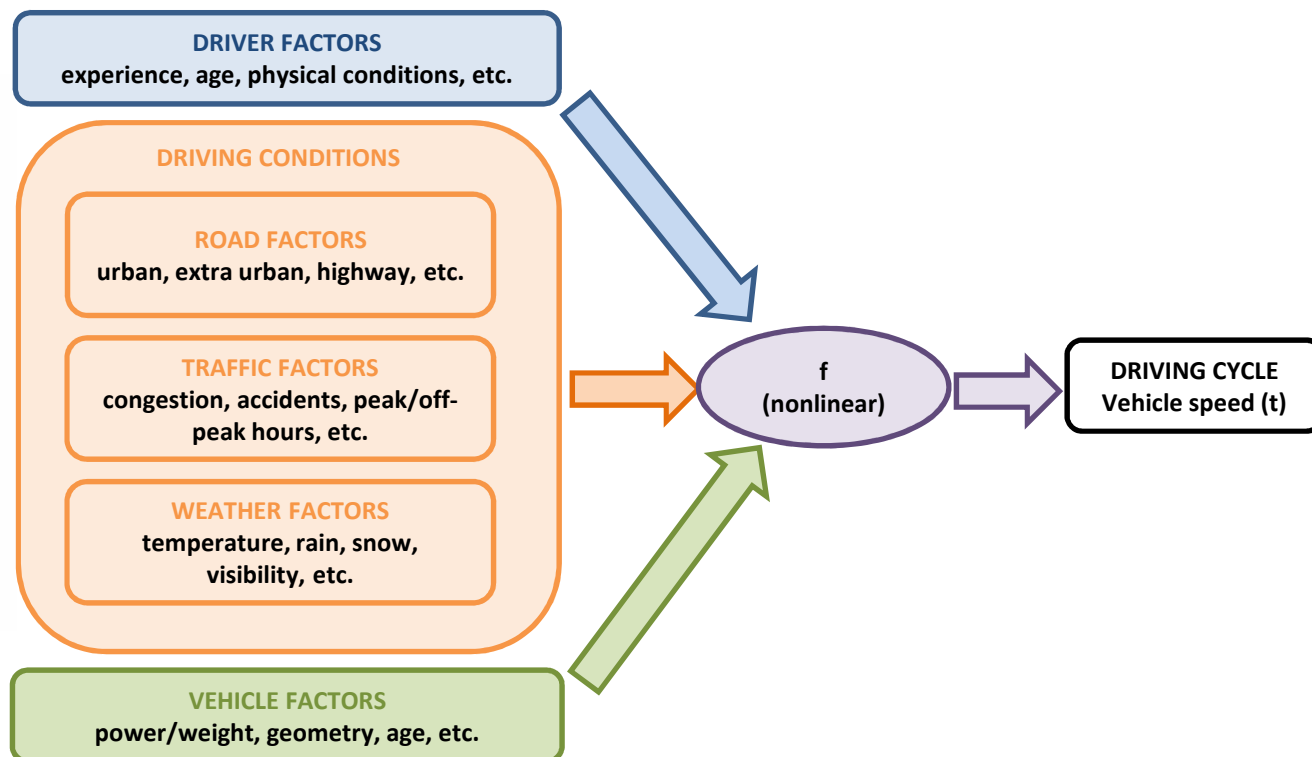 DRIVER FACTORS
experience, age, physical conditions, etc.
DRIVING CONDITIONS
ROAD FACTORS
urban, extra urban, highway, etc.
TRAFFIC FACTORS
congestion, accidents, peak/off-
peak hours, etc.
WEATHER FACTORS
temperature, rain, snow,
visibility, etc.
VEHICLE FACTORS
power/weight, geometry, age, etc.
f
(nonlinear)
DRIVING CYCLE
Vehicle speed (t)